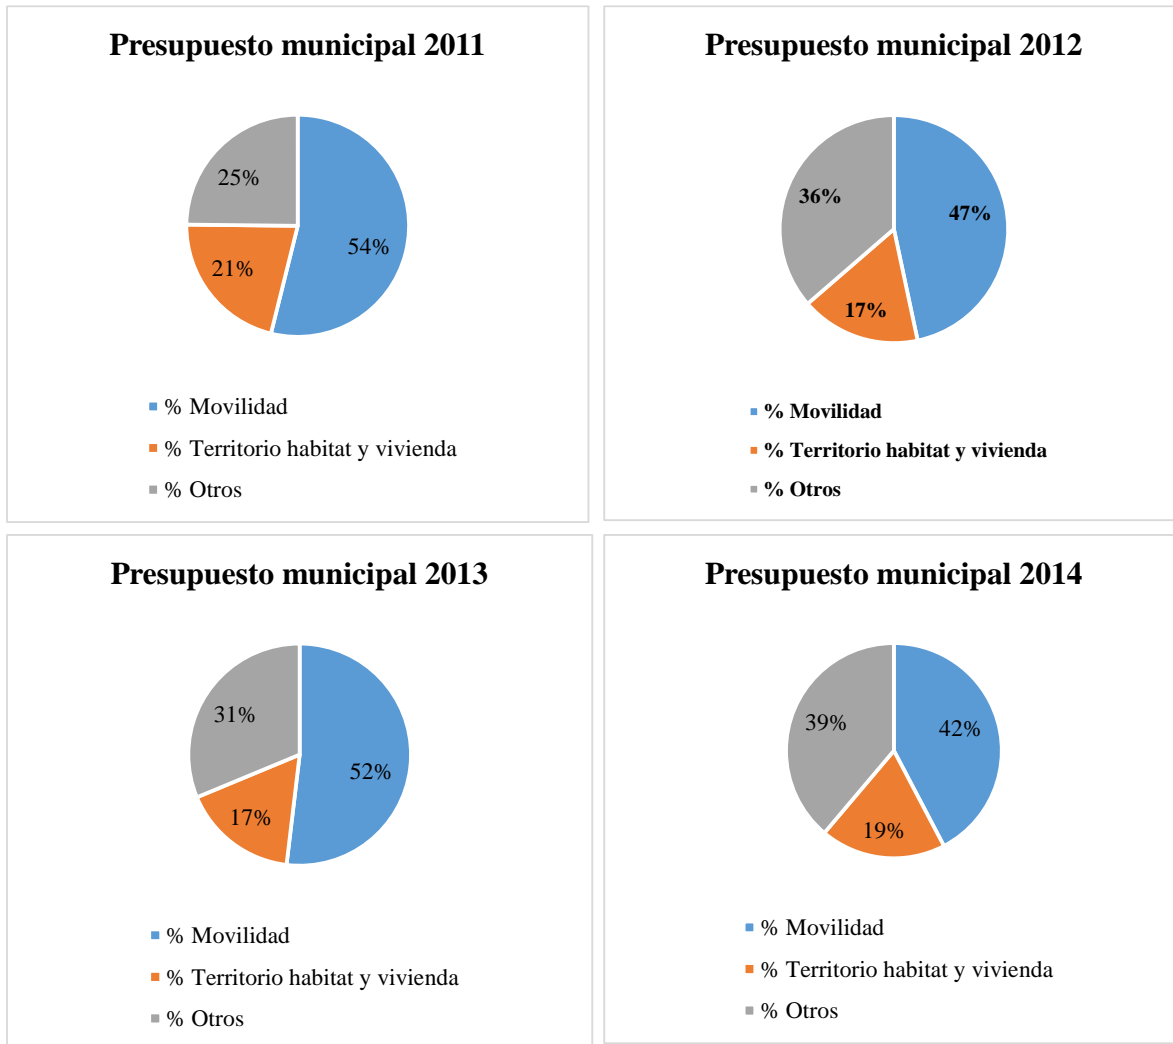 Presupuesto municipal 2011
25%
54%
21%
% Movilidad
% Territorio habitat y vivienda
% Otros
Presupuesto municipal 2012
36%
47%
17%
% Movilidad
% Territorio habitat y vivienda
% Otros
Presupuesto municipal 2013
31%
52%
17%
% Movilidad
% Territorio habitat y vivienda
% Otros
Presupuesto municipal 2014
39%
42%
19%
% Movilidad
% Territorio habitat y vivienda
% Otros